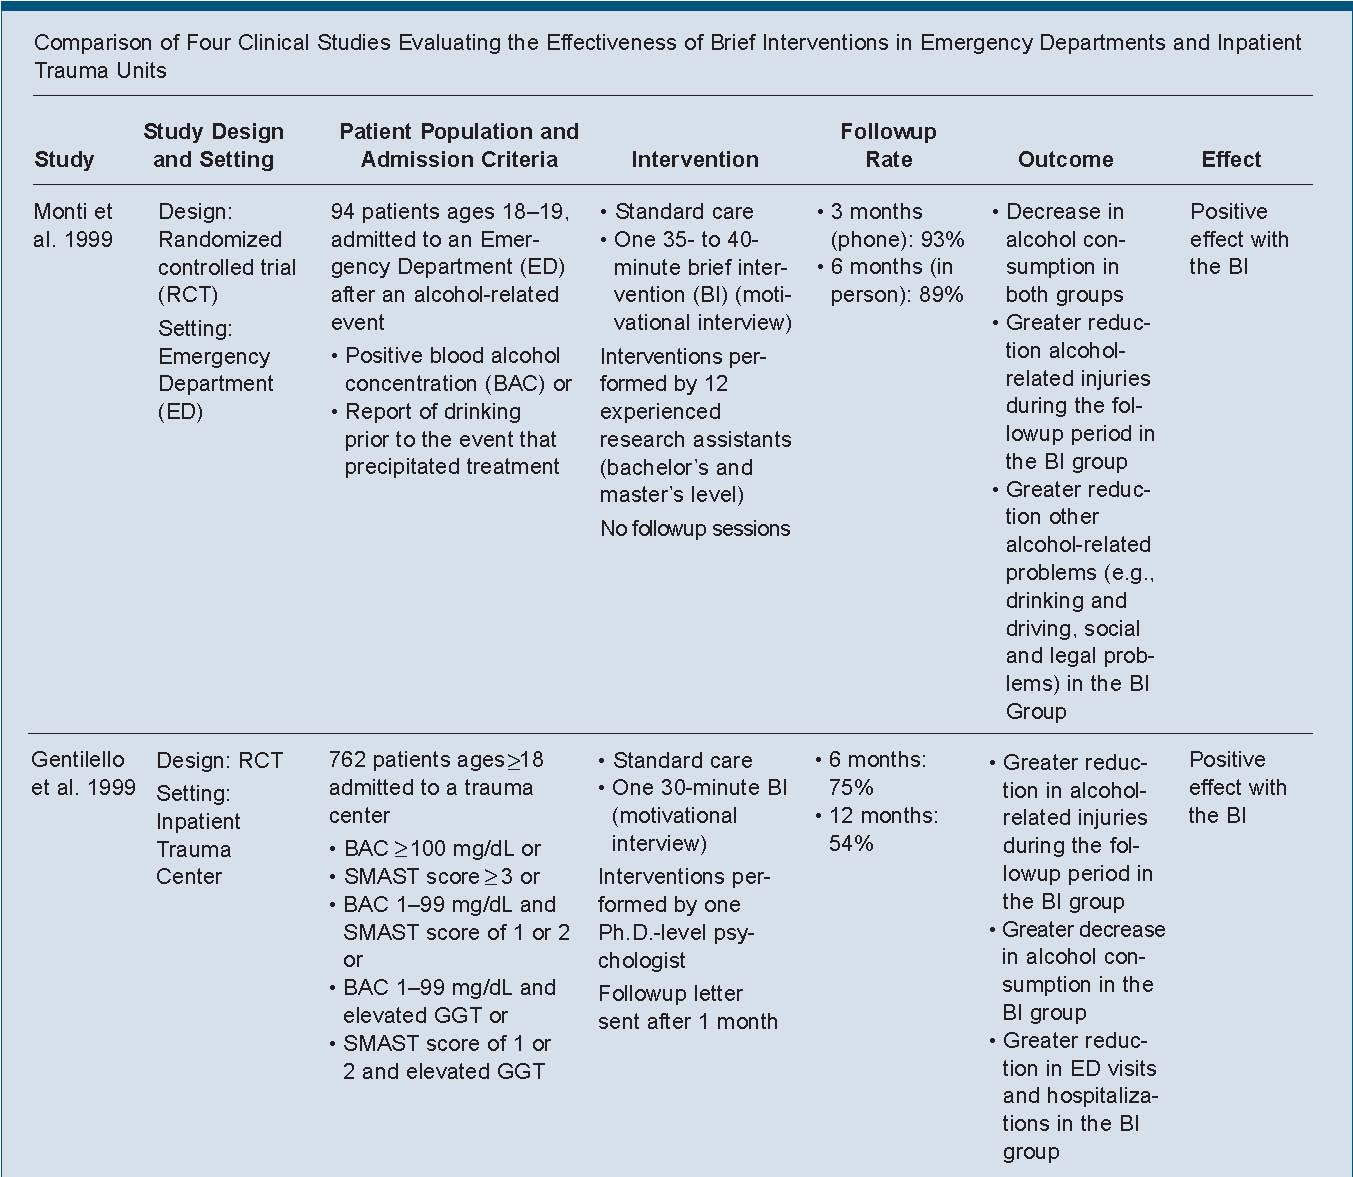 Comparison of Four Clinical Studies Evaluating the Effectiveness of Brief Interventions in Emergency Departments and Inpatient
Trauma Units
Study
Study Design
and Setting
Patient Population and
Admission Criteria
Intervention
Followup
Rate
Outcome
Effect
Monti et
al. 1999
Design:
Randomized
controlled trial
(RCT)
Setting:
Emergency
Department
(ED)
94 patients ages 18–19,
admitted to an Emer-
gency Department (ED)
after an alcohol-related
event
• Positive blood alcohol
concentration (BAC) or
• Report of drinking
prior to the event that
precipitated treatment
• Standard care
• One 35- to 40-
minute brief inter-
vention (BI) (moti-
vational interview)
Interventions per-
formed by 12
experienced
research assistants
(bachelor's and
master's level)
No followup sessions
• 3 months
(phone): 93%
• 6 months (in
person): 89%
• Decrease in
alcohol con-
sumption in
both groups
• Greater reduc-
tion alcohol-
related injuries
during the fol-
lowup period in
the BI group
• Greater reduc-
tion other
alcohol-related
problems (e.g.,
drinking and
driving, social
and legal prob-
lems) in the BI
Group
Positive
effect with
the BI
Gentilello
et al. 1999
Design: RCT
Setting:
Inpatient
Trauma
Center
762 patients ages ≥18
admitted to a trauma
center
• BAC ≥ 100 mg/dL or
• SMAST score ≥ 3 or
• BAC 1–99 mg/dL and
SMAST score of 1 or 2
or
• BAC 1–99 mg/dL and
elevated GGT or
• SMAST score of 1 or
2 and elevated GGT
• Standard care
• One 30-minute BI
(motivational
interview)
Interventions per-
formed by one
Ph.D.-level psy-
chologist
Followup letter
sent after 1 month
• 6 months:
75%
• 12 months:
54%
• Greater reduc-
tion in alcohol-
related injuries
during the fol-
lowup period in
the BI group
• Greater decrease
in alcohol con-
sumption in the
BI group
• Greater reduc-
tion in ED visits
and hospitaliza-
tions in the BI
group
Positive
effect with
the BI